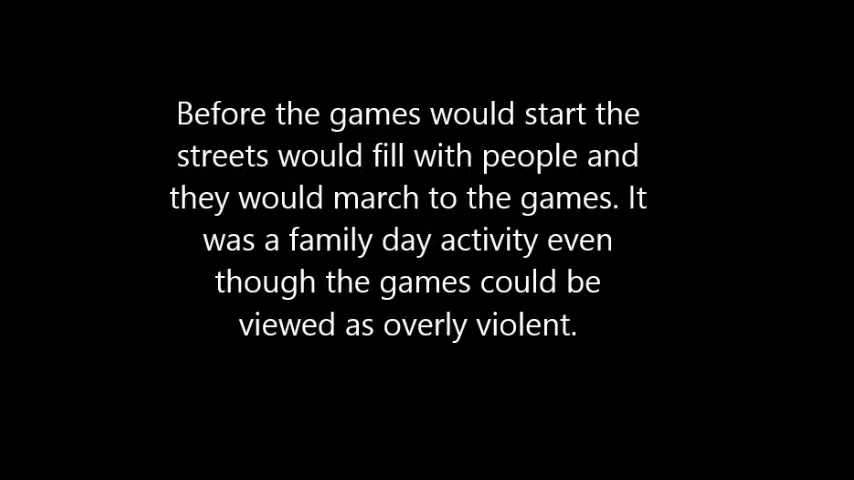 Before the games would start the
streets would fill with people and
they would march to the games. It
was a family day activity even
though the games could be
viewed as overly violent.